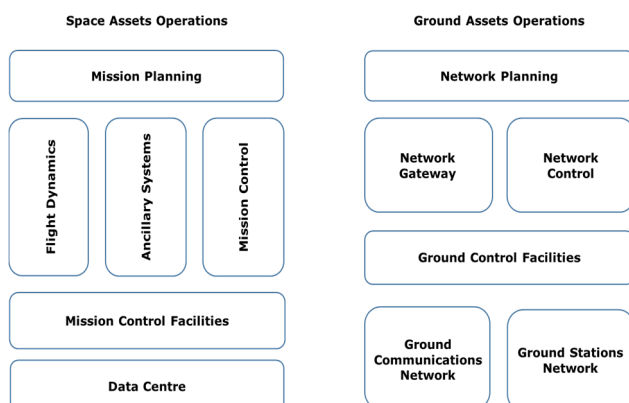 Space Assets Operations
Mission Planning
Flight Dynamics
Ancillary Systems
Mission Control
Mission Control Facilities
Data Centre
Ground Assets Operations
Network Planning
Network
Gateway
Network
Control
Ground Control Facilities
Ground
Communications
Network
Ground Stations
Network